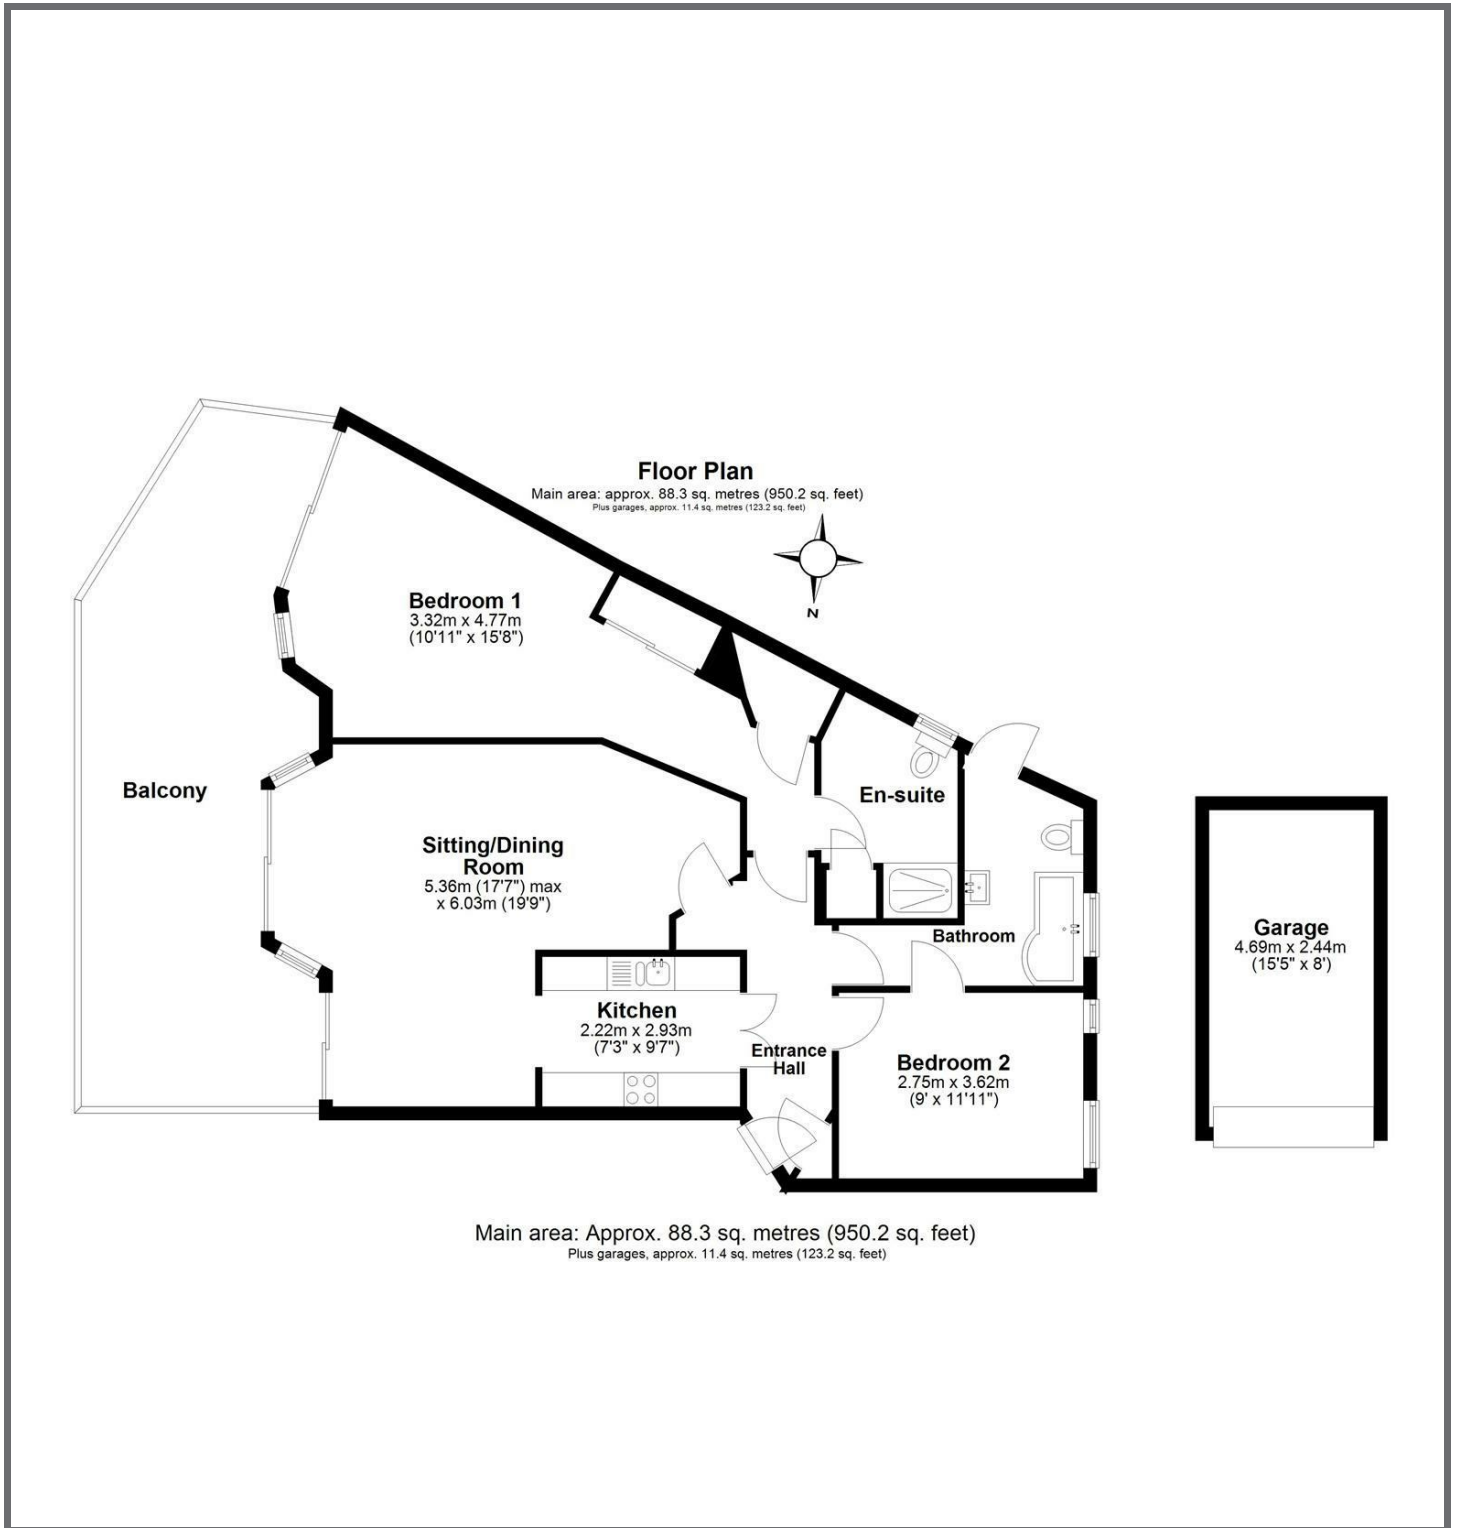 Floor Plan
Main area: approx. 88.3 sq. metres (950.2 sq. feet)
Plus garages, approx. 11.4 sq. metres (123.2 sq. feet)
N
Bedroom 1
3.32m x 4.77m
(10'11" x 15'8")
Balcony
En-suite
Sitting/Dining
Room
5.36m (17'7") max
x 6.03m (19'9")
Bathroom
Garage
4.69m x 2.44m
(15'5" x 8')
Kitchen
2.22m x 2.93m
(7'3" x 9'7")
Entrance
Hall
Bedroom 2
2.75m x 3.62m
(9' x 11'11")
Main area: Approx. 88.3 sq. metres (950.2 sq. feet)
Plus garages, approx. 11.4 sq. metres (123.2 sq. feet)